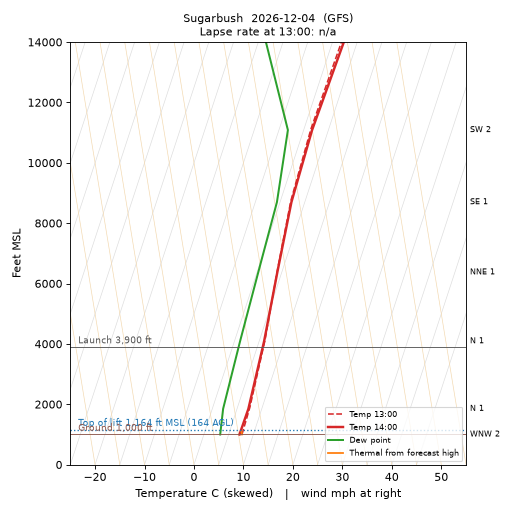 Sugarbush  2026-12-04  (GFS)
Lapse rate at 13:00: n/a
14000
12000
10000
8000
6000
4000
2000
0
Feet MSL
SW 2
SE 1
NNE 1
N 1
N 1
WNW 2
Launch 3,900 ft
Top of lift 1,164 ft MSL (164 AGL)
Ground 1,000 ft
Temp 13:00
Temp 14:00
Dew point
Thermal from forecast high
−20 −10 0 10 20 30 40 50
Temperature C (skewed)   |   wind mph at right